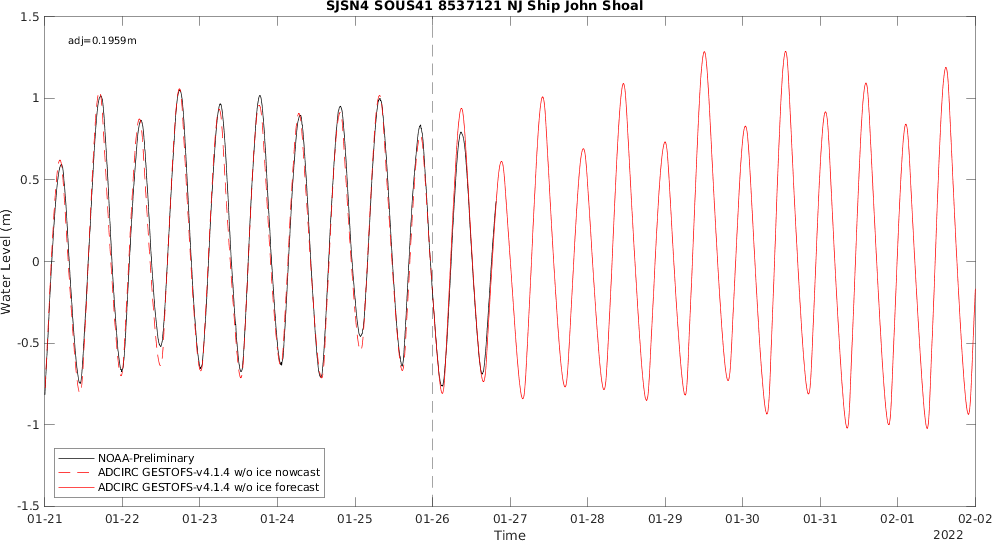 SJSN4 SOUS41 8537121 NJ Ship John Shoal
adj=0.1959m
1.5
1
0.5
0
-0.5
-1
-1.5
Water Level (m)
NOAA-Preliminary
ADCIRC GESTOFS-v4.1.4 w/o ice nowcast
ADCIRC GESTOFS-v4.1.4 w/o ice forecast
01-21 01-22 01-23 01-24 01-25 01-26 01-27 01-28 01-29 01-30 01-31 02-01 02-02
Time
2022